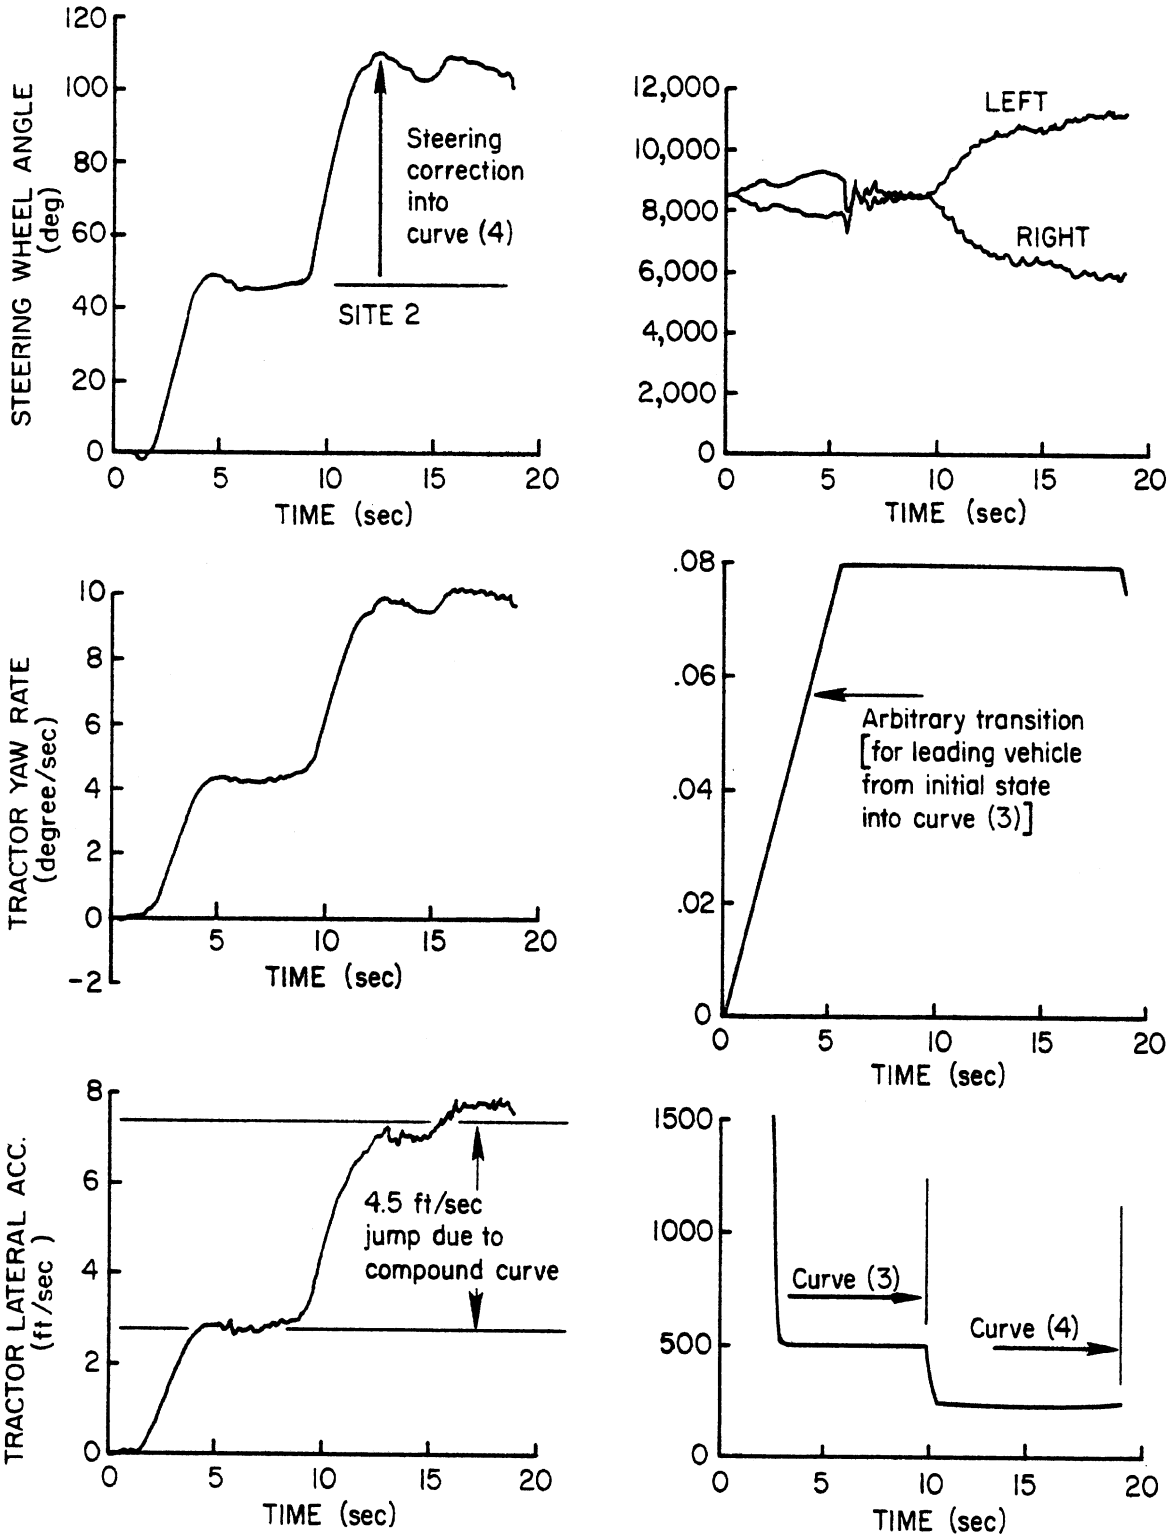 STEERING WHEEL ANGLE
(deg)
120
100
80
60
40
20
0
Steering
correction
into
curve (4)
SITE 2
0 5 10 15 20
TIME (sec)
12,000
10,000
8,000
6,000
4,000
2,000
0
LEFT
RIGHT
0 5 10 15 20
TIME (sec)
TRACTOR YAW RATE
(degree/sec)
10
8
6
4
2
0
-2
5 10 15 20
TIME (sec)
.08
.06
.04
.02
0
Arbitrary transition
[for leading vehicle
from initial state
into curve (3)]
0 5 10 15 20
TIME (sec)
TRACTOR LATERAL ACC.
(ft/sec )
8
6
4
2
0
4.5 ft/sec
jump due to
compound curve
0 5 10 15 20
TIME (sec)
1500
1000
500
0
Curve (3)
Curve (4)
0 5 10 15 20
TIME (sec)